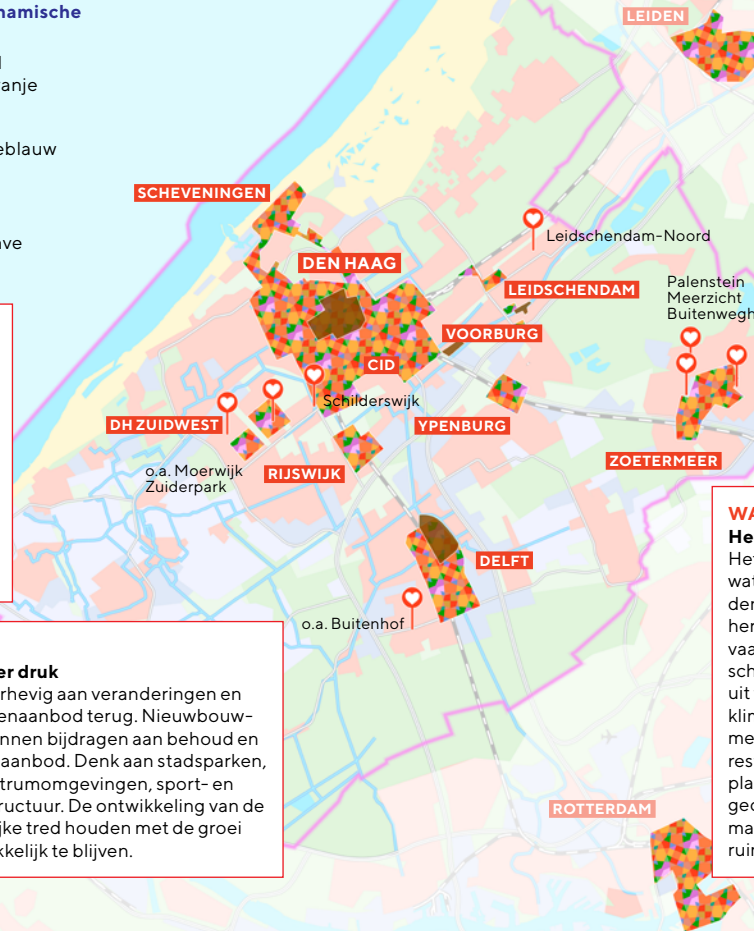 namische
anje
eblauw
ave
LEIDEN
SCHEVENINGEN
Leidschendam-Noord
DEN HAAG
LEIDSCHENDAM
Palenstein
Meerzicht
Buitenwegh
VOORBURG
CID
Schilderswijk
DH ZUIDWEST
YPENBURG
ZOETERMEER
o.a. Moerwijk
Zuiderpark
RIJSWIJK
DELFT
o.a. Buitenhof
er druk
rhevig aan veranderingen en
enaanbod terug. Nieuwbouw-
nnen bijdragen aan behoud en
aanbod. Denk aan stadsparken,
trumomgevingen, sport- en
ructuur. De ontwikkeling van de
jke tred houden met de groei
kkelijk te blijven.
WA
He
Het
wat
der
her
vaa
sch
uit
klin
me
res
pla
ged
ma
ruin
ROTTERDAM